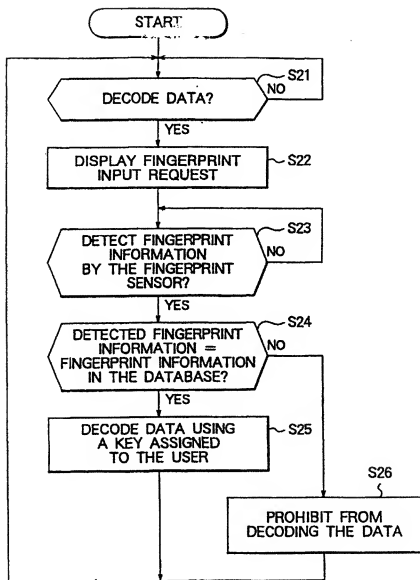 START
S21
DECODE DATA?
NO
YES
DISPLAY FINGERPRINT
INPUT REQUEST
S22
S23
DETECT FINGERPRINT
INFORMATION
BY THE FINGERPRINT
SENSOR?
NO
YES
S24
DETECTED FINGERPRINT
INFORMATION =
FINGERPRINT INFORMATION
IN THE DATABASE?
NO
YES
DECODE DATA USING
A KEY ASSIGNED
TO THE USER
S25
S26
PROHIBIT FROM
DECODING THE DATA